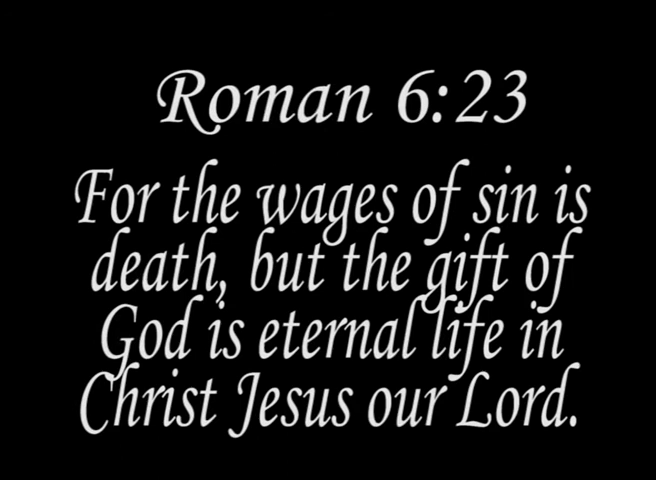 Roman 6:23
For the wages of sin is
death, but the gift of
God is eternal life in
Christ Jesus our Lord.